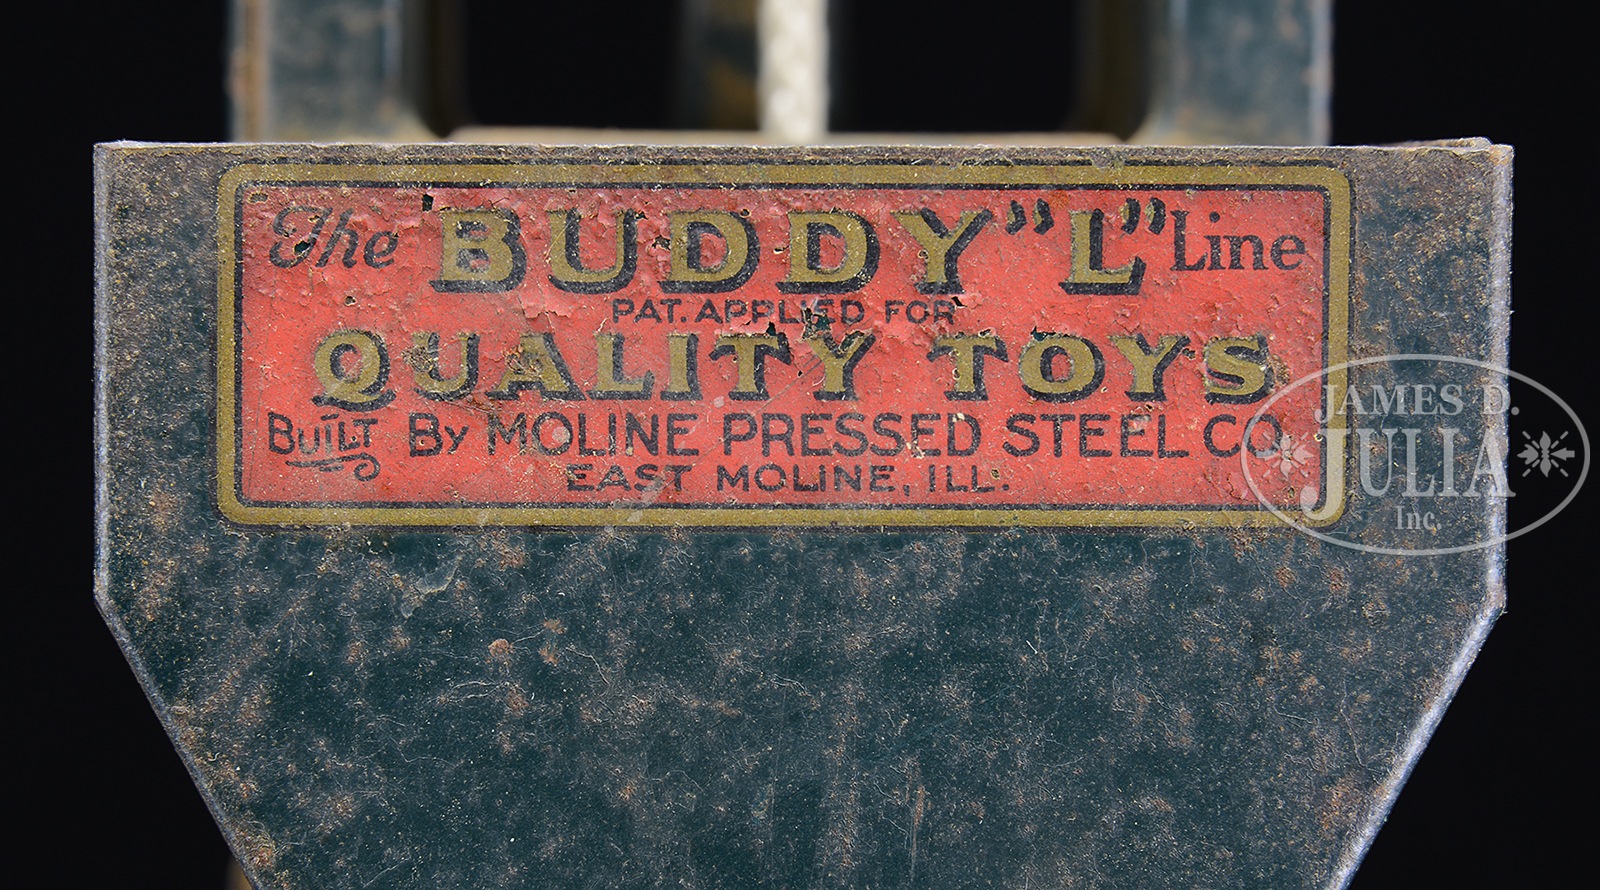 The BUDDY "L" Line
PAT. APPLIED FOR
QUALITY TOYS
BUILT BY MOLINE PRESSED STEEL CO.
EAST MOLINE, ILL.
JAMES D.
JULIA
Inc.